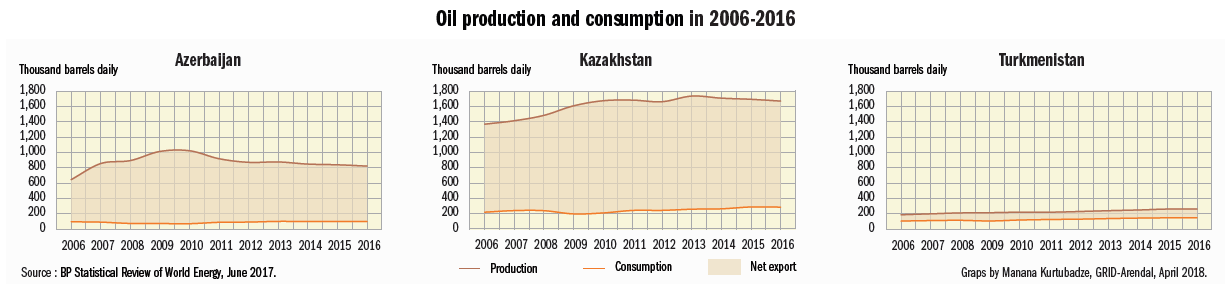 Oil production and consumption in 2006-2016
Azerbaijan
Thousand barrels daily
1,800
1,600
1,400
1,200
1,000
800
600
400
200
0
2006 2007 2008 2009 2010 2011 2012 2013 2014 2015 2016
Kazakhstan
Thousand barrels daily
1,800
1,600
1,400
1,200
1,000
800
600
400
200
0
2006 2007 2008 2009 2010 2011 2012 2013 2014 2015 2016
Turkmenistan
Thousand barrels daily
1,800
1,600
1,400
1,200
1,000
800
600
400
200
0
2006 2007 2008 2009 2010 2011 2012 2013 2014 2015 2016
Source : BP Statistical Review of World Energy, June 2017.
Production
Consumption
Net export
Graps by Manana Kurtubadze, GRID-Arendal, April 2018.